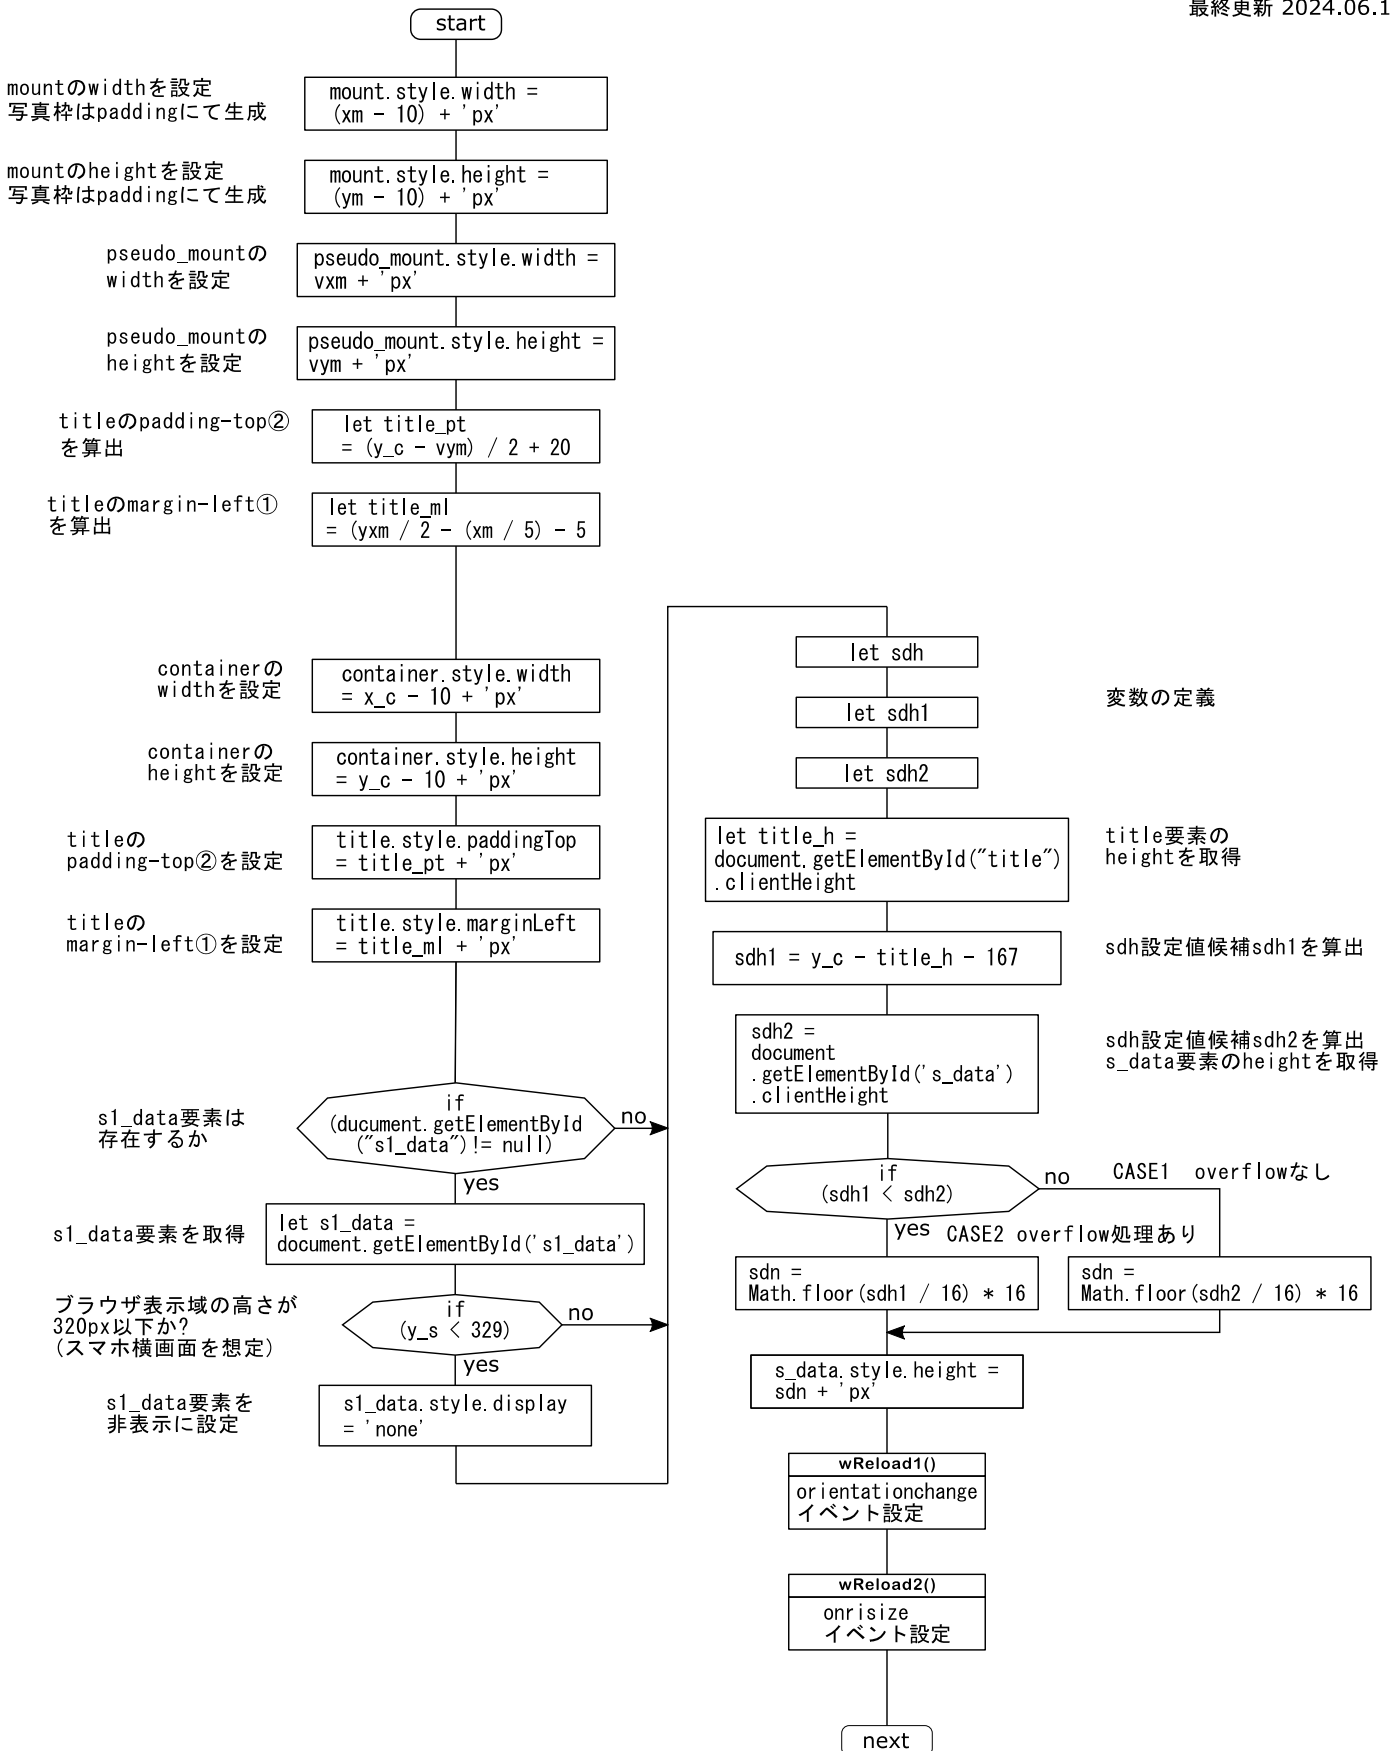 最終更新 2024.06.1
start
mountのwidthを設定
写真枠はpaddingにて生成
mount.style.width =
(xm - 10) + 'px'
mountのheightを設定
写真枠はpaddingにて生成
mount.style.height =
(ym - 10) + 'px'
pseudo_mountの
widthを設定
pseudo_mount.style.width =
vxm + 'px'
pseudo_mountの
heightを設定
pseudo_mount.style.height =
vym + 'px'
titleのpadding-top②
を算出
let title_pt
= (y_c - vym) / 2 + 20
titleのmargin-left①
を算出
let title_ml
= (yxm / 2 - (xm / 5) - 5
containerの
widthを設定
container.style.width
= x_c - 10 + 'px'
containerの
heightを設定
container.style.height
= y_c - 10 + 'px'
titleの
padding-top②を設定
title.style.paddingTop
= title_pt + 'px'
titleの
margin-left①を設定
title.style.marginLeft
= title_ml + 'px'
s1_data要素は
存在するか
if
(ducument.getElementById
("s1_data")!= null)
no
yes
s1_data要素を取得
let s1_data =
document.getElementById('s1_data')
ブラウザ表示域の高さが
320px以下か?
(スマホ横画面を想定)
if
(y_s < 329)
no
yes
s1_data要素を
非表示に設定
s1_data.style.display
= 'none'
let sdh
let sdh1
変数の定義
let sdh2
let title_h =
document.getElementById("title")
.clientHeight
title要素の
heightを取得
sdh1 = y_c - title_h - 167
sdh設定値候補sdh1を算出
sdh2 =
document
.getElementById('s_data')
.clientHeight
sdh設定値候補sdh2を算出
s_data要素のheightを取得
if
(sdh1 < sdh2)
no
CASE1 overflowなし
yes
CASE2 overflow処理あり
sdn =
Math.floor(sdh1 / 16) * 16
sdn =
Math.floor(sdh2 / 16) * 16
s_data.style.height =
sdn + 'px'
wReload1()
orientationchange
イベント設定
wReload2()
onrisize
イベント設定
next